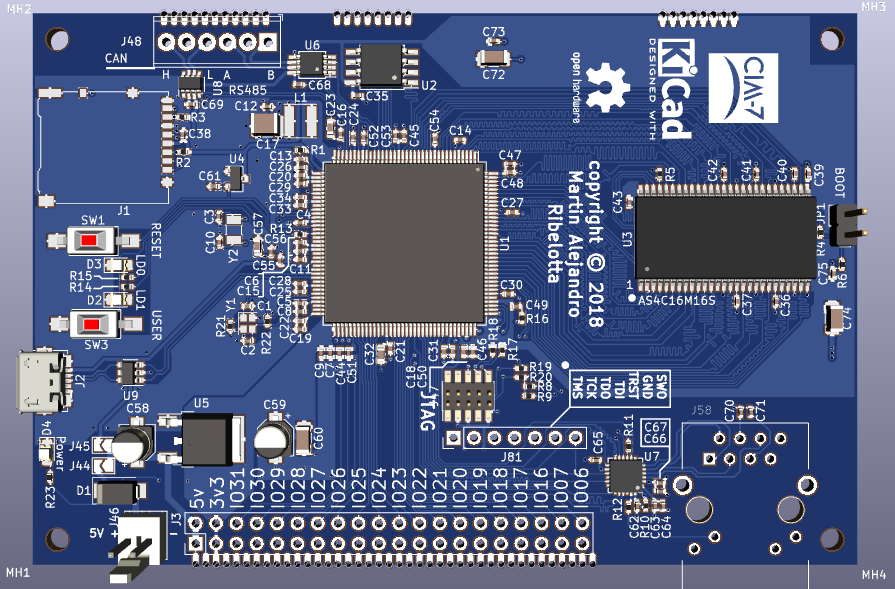 MH2
MH3
J48
CAN
H
L
A
B
RS485
U8
C69
R3
C38
R2
C12
L1
C17
U6
C68
U2
C35
C73
C72
open hardware
DESIGNED WITH
KiCad
CIAA-7
C23
C16
C24
C52
C53
C45
C54
C14
C13
R1
C26
C20
C29
C34
C33
C4
R13
U4
C61
J1
C3
C10
Y2
C57
C56
C55
C11
C47
C48
C27
U1
copyright © 2018
Martin Alejandro
Ribelotta
R5
C42
C41
C40
C39
C43
U3
1
AS4C16M16S
C37
C36
BOOT
JP1
R4
C75
R6
C74
SW1
RESET
D3
LD0
R15
R14
D2
LD1
SW3
USER
C6
C15
C28
C25
C5
C8
C22
C19
Y1
C1
R21
R22
C2
C30
C49
R16
R18
R17
C9
C7
C44
C51
C32
C21
C18
C50
C31
C46
R19
R20
R8
R9
JTAG
J81
SWO
GND
TRST
TDI
TDO
TCK
TMS
J2
U9
C58
U5
C59
C60
D4
Power
J45
J44
R23
D1
J46
5V + -
J3
5V
3v3
IO31
IO30
IO29
IO28
IO27
IO26
IO25
IO24
IO23
IO22
IO21
IO20
IO19
IO18
IO17
IO16
IO07
IO06
C65
R11
C67
C66
U7
R12
C62
R10
C63
C64
J58
C70
C71
MH1
MH4